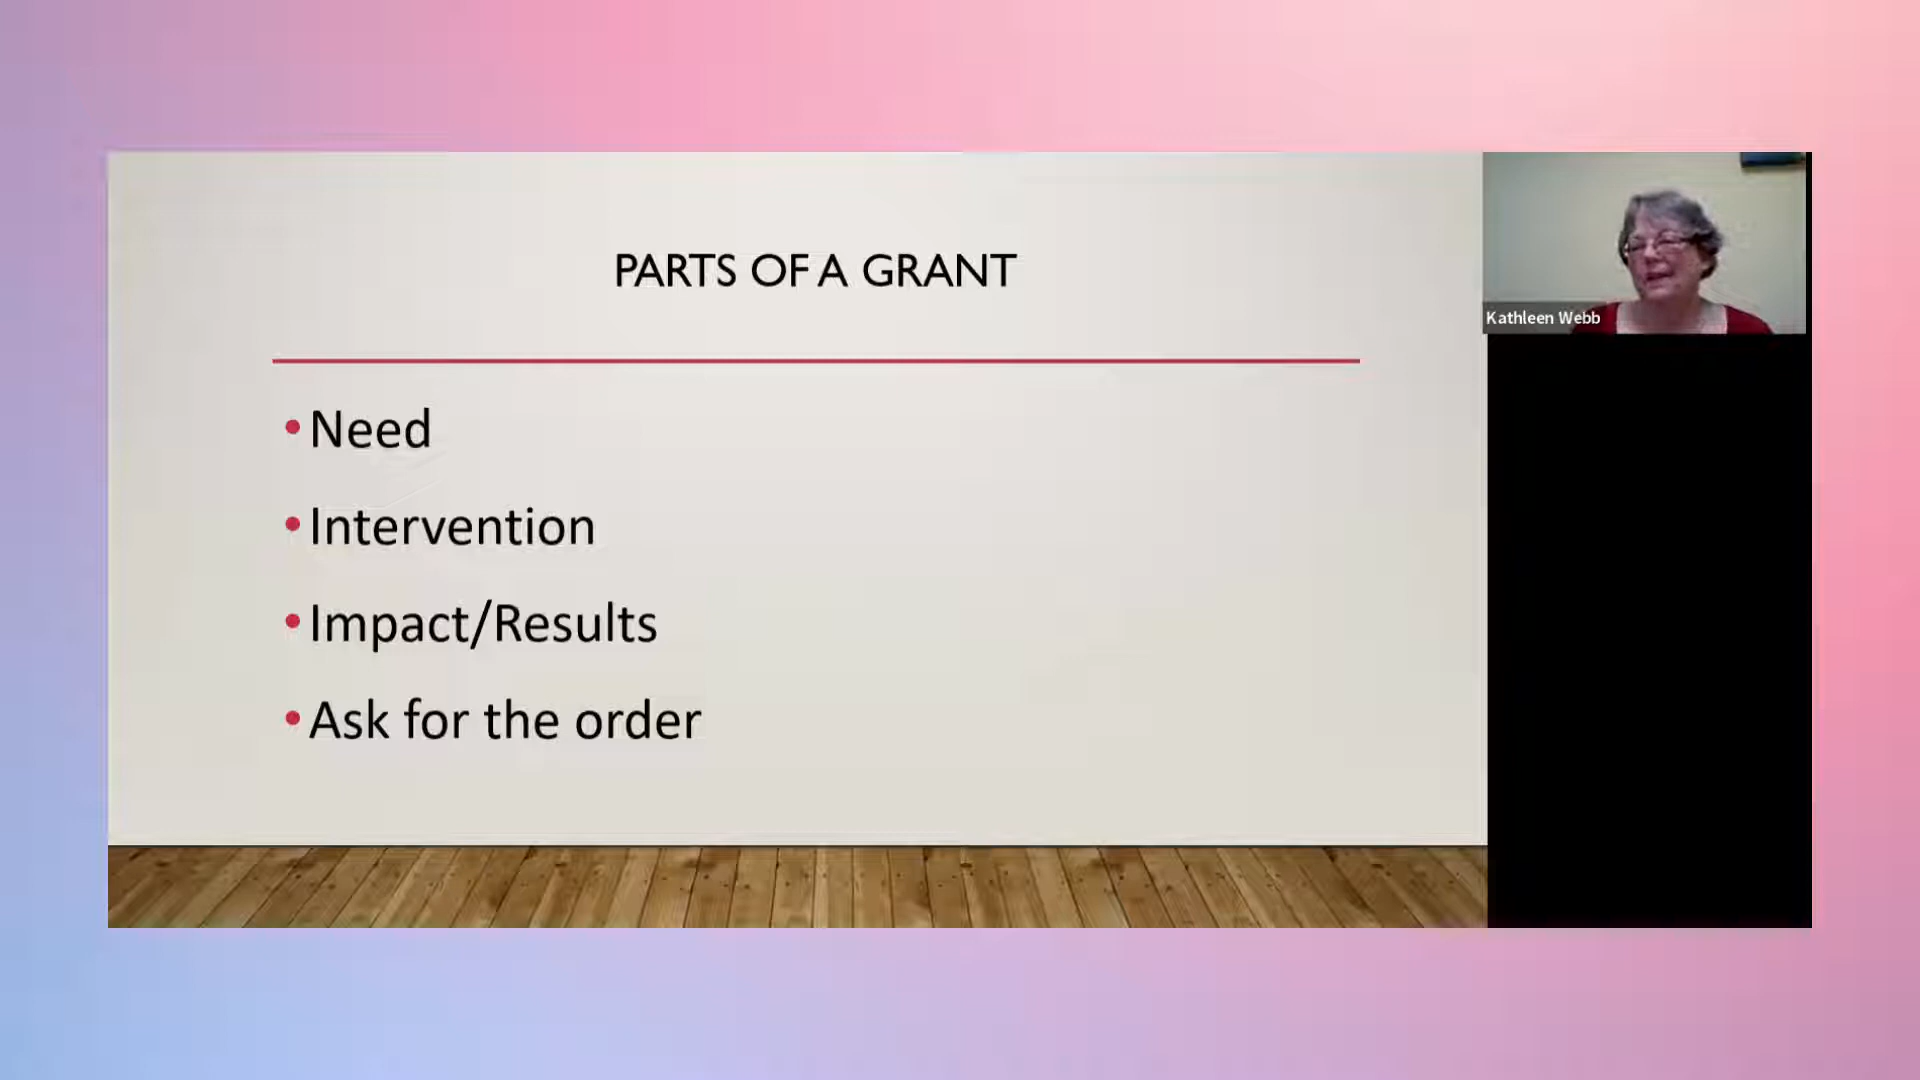 PARTS OF A GRANT
• Need
• Intervention
• Impact/Results
• Ask for the order
Kathleen Webb